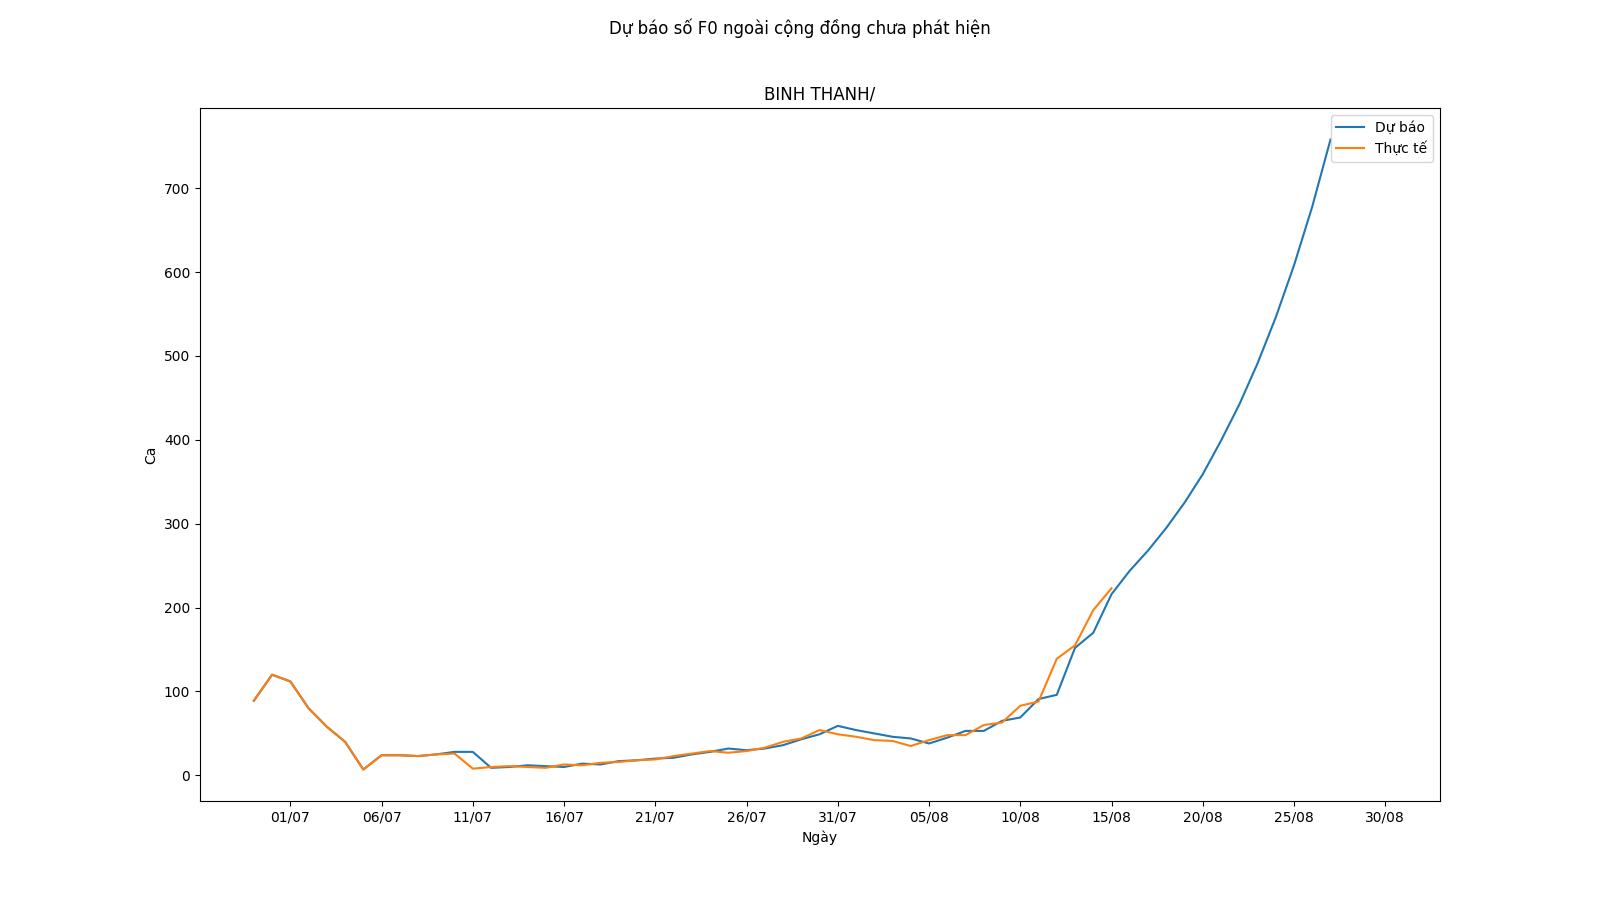 Dự báo số F0 ngoài cộng đồng chưa phát hiện
BINH THANH/
Dự báo
Thực tế
700
600
500
400
300
200
100
0
Ca
01/07 06/07 11/07 16/07 21/07 26/07 31/07 05/08 10/08 15/08 20/08 25/08 30/08
Ngày